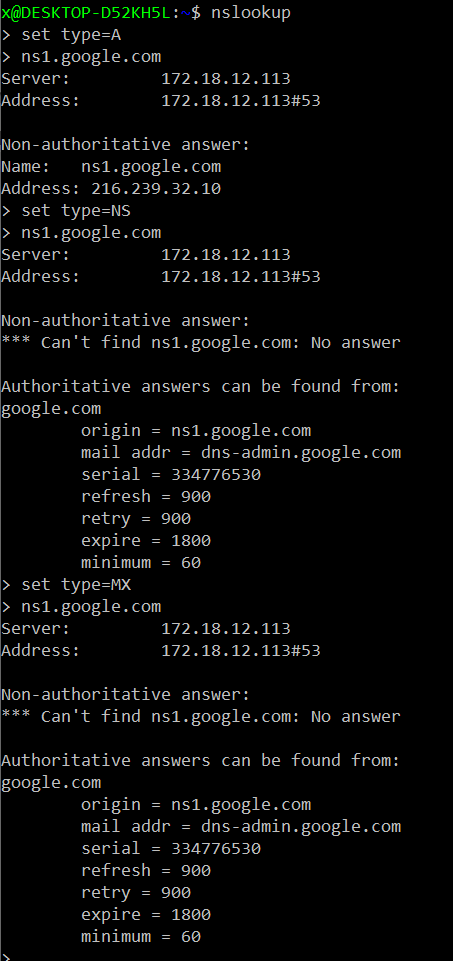 x@DESKTOP-D52KH5L:~$ nslookup
> set type=A
> ns1.google.com
Server:         172.18.12.113
Address:        172.18.12.113#53

Non-authoritative answer:
Name:   ns1.google.com
Address: 216.239.32.10
> set type=NS
> ns1.google.com
Server:         172.18.12.113
Address:        172.18.12.113#53

Non-authoritative answer:
*** Can't find ns1.google.com: No answer

Authoritative answers can be found from:
google.com
        origin = ns1.google.com
        mail addr = dns-admin.google.com
        serial = 334776530
        refresh = 900
        retry = 900
        expire = 1800
        minimum = 60
> set type=MX
> ns1.google.com
Server:         172.18.12.113
Address:        172.18.12.113#53

Non-authoritative answer:
*** Can't find ns1.google.com: No answer

Authoritative answers can be found from:
google.com
        origin = ns1.google.com
        mail addr = dns-admin.google.com
        serial = 334776530
        refresh = 900
        retry = 900
        expire = 1800
        minimum = 60
>